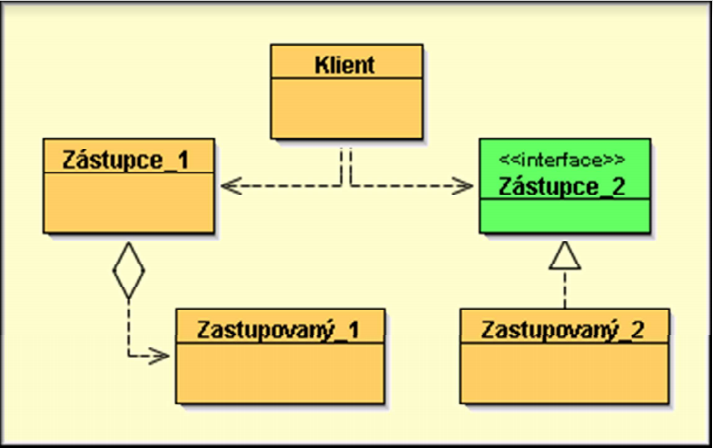 Klient
Zástupce_1
<<interface>>
Zástupce_2
Zastupovaný_1
Zastupovaný_2